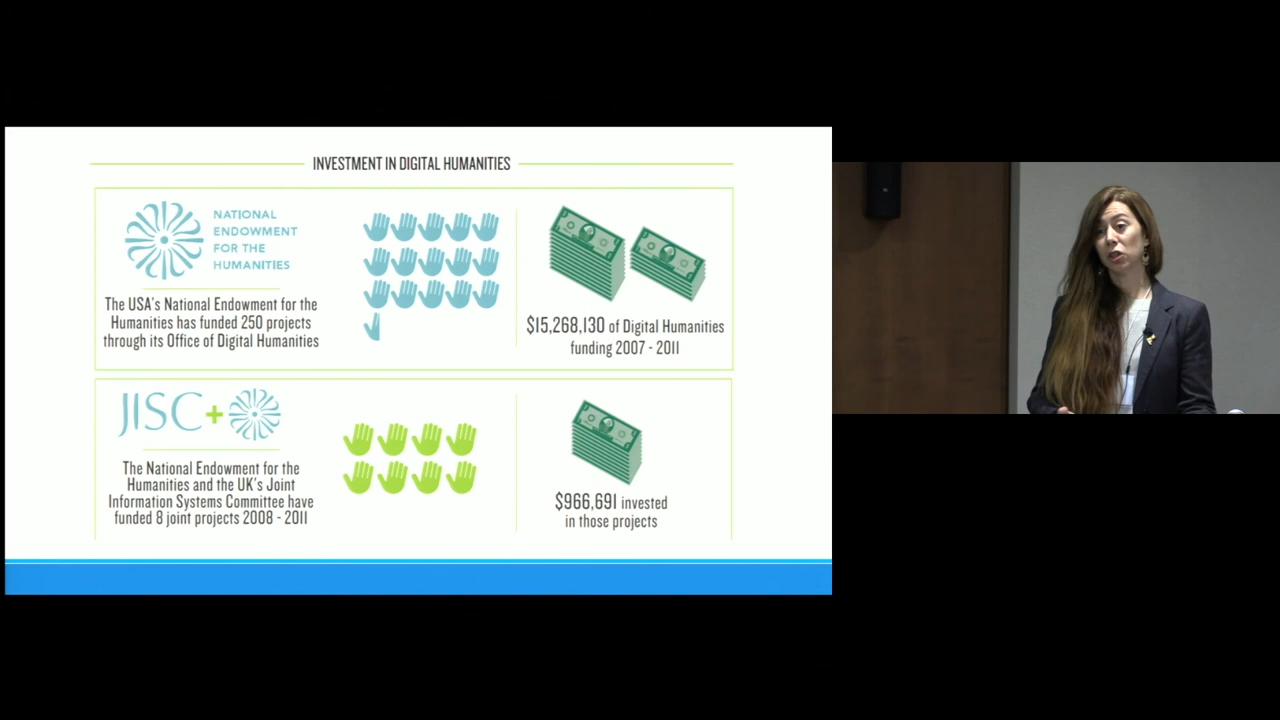 INVESTMENT IN DIGITAL HUMANITIES
NATIONAL
ENDOWMENT
FOR THE
HUMANITIES
The USA's National Endowment for the
Humanities has funded 250 projects
through its Office of Digital Humanities
$15,268,130 of Digital Humanities
funding 2007 - 2011
JISC+
The National Endowment for the
Humanities and the UK's Joint
Information Systems Committee have
funded 8 joint projects 2008 - 2011
$966,691 invested
in those projects